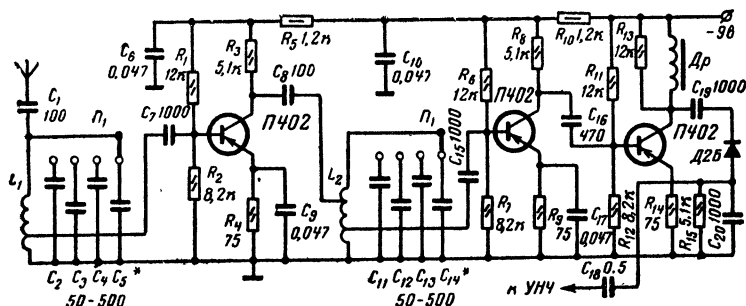 C6 0,047
R1 12к
R3 5,1к
R5 1,2к
C10 0,047
R8 5,1к
R10 1,2к
R13 12к
-9В
Др
C1 100
C7 1000
C8 100
П402
R6 12к
П402
C16 470
R11 12к
C19 1000
П402
Д2Б
П1
П1
C15 1000
L1
R2 8,2к
R4 75
C9 0,047
L2
R7 8,2к
R9 75
C17 0,047
R12 8,2к
R14 75
R15 5,1к
C20 1000
C2 C3 C4 C5 *
50-500
C11 C12 C13 C14 *
50-500
к УНЧ
C18 0.5